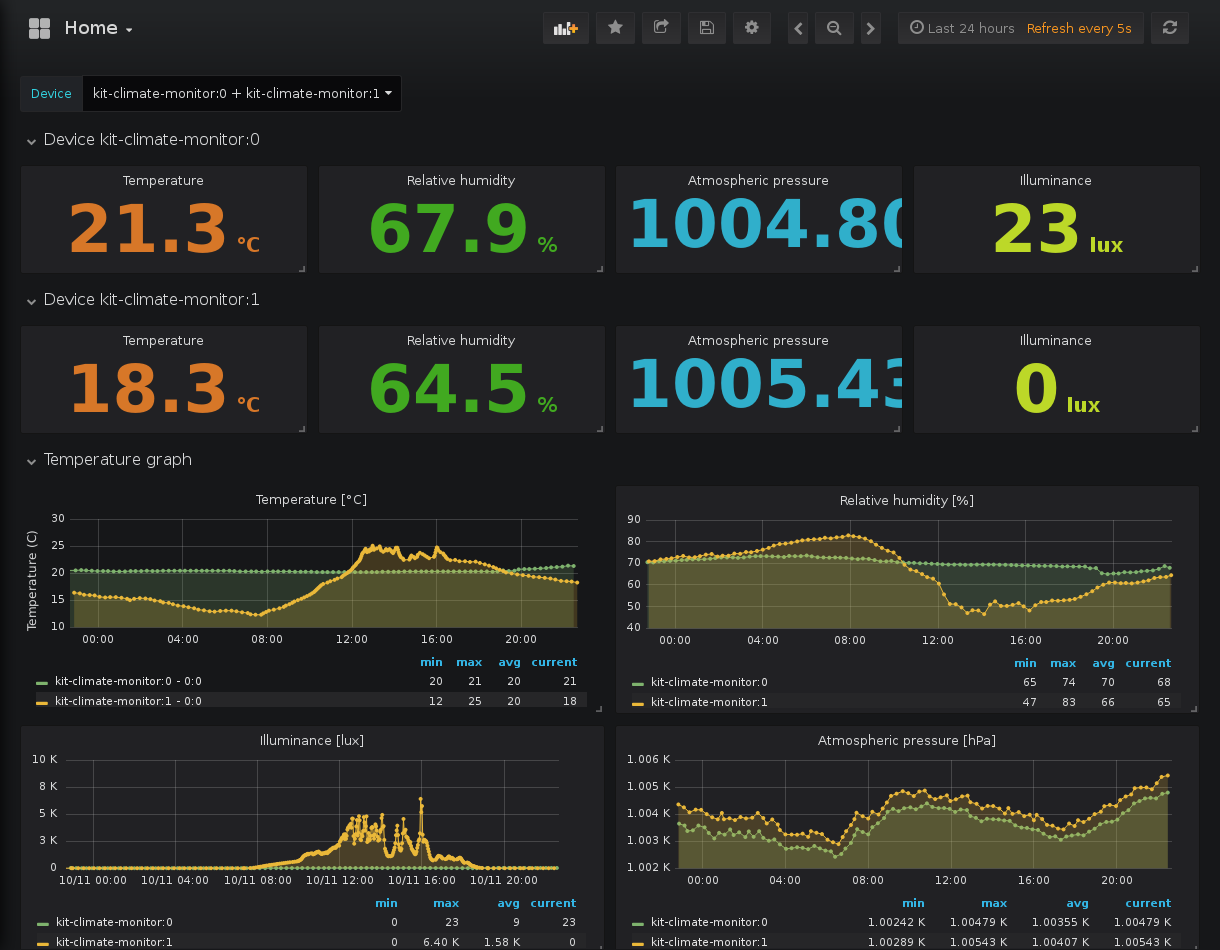 Home
Last 24 hours Refresh every 5s
Device kit-climate-monitor:0 + kit-climate-monitor:1
Device kit-climate-monitor:0
Temperature
21.3 °C
Relative humidity
67.9 %
Atmospheric pressure
1004.80
Illuminance
23 lux
Device kit-climate-monitor:1
Temperature
18.3 °C
Relative humidity
64.5 %
Atmospheric pressure
1005.43
Illuminance
0 lux
Temperature graph
Temperature [°C]
Temperature (C)
30
25
20
15
10
00:00 04:00 08:00 12:00 16:00 20:00
min max avg current
kit-climate-monitor:0 - 0:0 20 21 20 21
kit-climate-monitor:1 - 0:0 12 25 20 18
Relative humidity [%]
90
80
70
60
50
40
00:00 04:00 08:00 12:00 16:00 20:00
min max avg current
kit-climate-monitor:0 65 74 70 68
kit-climate-monitor:1 47 83 66 65
Illuminance [lux]
10 K
8 K
5 K
3 K
0
10/11 00:00 10/11 04:00 10/11 08:00 10/11 12:00 10/11 16:00 10/11 20:00
min max avg current
kit-climate-monitor:0 0 23 9 23
kit-climate-monitor:1 0 6.40 K 1.58 K 0
Atmospheric pressure [hPa]
1.006 K
1.005 K
1.004 K
1.003 K
1.002 K
00:00 04:00 08:00 12:00 16:00 20:00
min max avg current
kit-climate-monitor:0 1.00242 K 1.00479 K 1.00355 K 1.00479 K
kit-climate-monitor:1 1.00289 K 1.00543 K 1.00407 K 1.00543 K